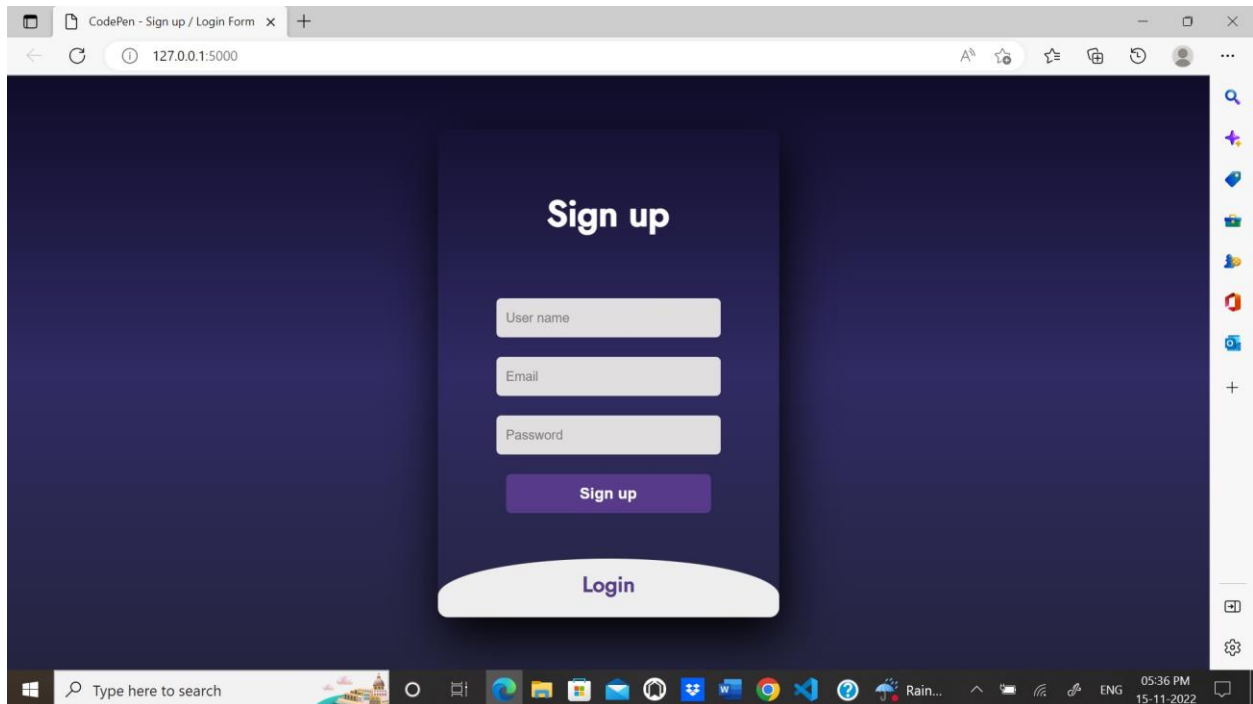 CodePen - Sign up / Login Form
127.0.0.1:5000
Sign up
User name
Email
Password
Sign up
Login
Type here to search
Rain...
ENG
05:36 PM
15-11-2022